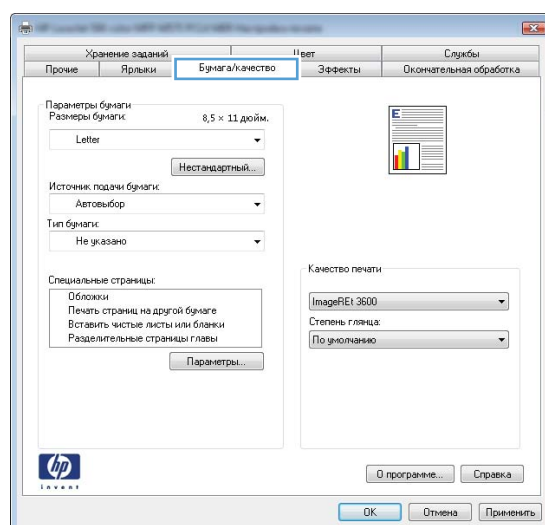 Хранение заданий
Цвет
Службы
Прочие
Ярлыки
Бумага/качество
Эффекты
Окончательная обработка
Параметры бумаги
Размеры бумаги:
8,5 × 11 дюйм.
Letter
Нестандартный...
Источник подачи бумаги:
Автовыбор
Тип бумаги:
Не указано
Специальные страницы:
Обложки
Печать страниц на другой бумаге
Вставить чистые листы или бланки
Разделительные страницы главы
Параметры...
E
Качество печати
ImageREt 3600
Степень глянца:
По умолчанию
hp
invent
О программе...
Справка
OK
Отмена
Применить